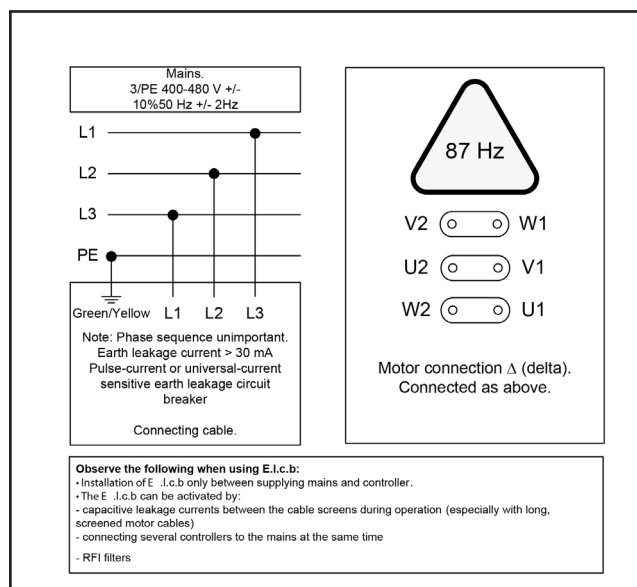 Mains.
3/PE 400-480 V +/-
10%50 Hz +/- 2Hz
L1
L2
L3
PE
Green/Yellow L1 L2 L3
Note: Phase sequence unimportant.
Earth leakage current > 30 mA
Pulse-current or universal-current
sensitive earth leakage circuit
breaker
Connecting cable.
87 Hz
V2 W1
U2 V1
W2 U1
Motor connection Δ (delta).
Connected as above.
Observe the following when using E.l.c.b:
• Installation of E .l.c.b only between supplying mains and controller.
• The E .l.c.b can be activated by:
- capacitive leakage currents between the cable screens during operation (especially with long,
screened motor cables)
- connecting several controllers to the mains at the same time
- RFI filters